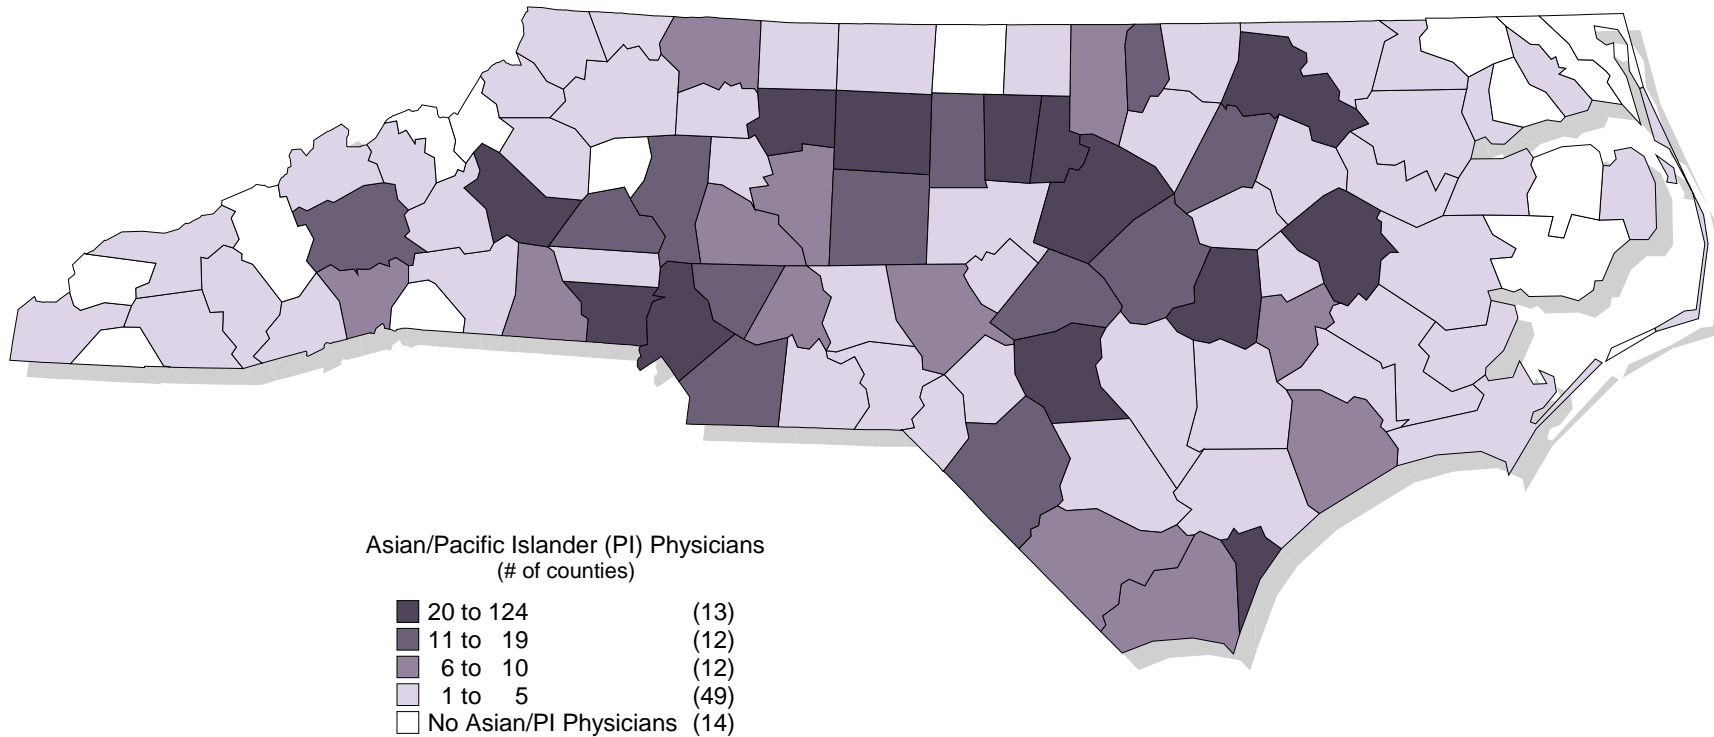 Asian/Pacific Islander (PI) Physicians
(# of counties)
20 to 124 (13)
11 to 19 (12)
6 to 10 (12)
1 to 5 (49)
No Asian/PI Physicians (14)